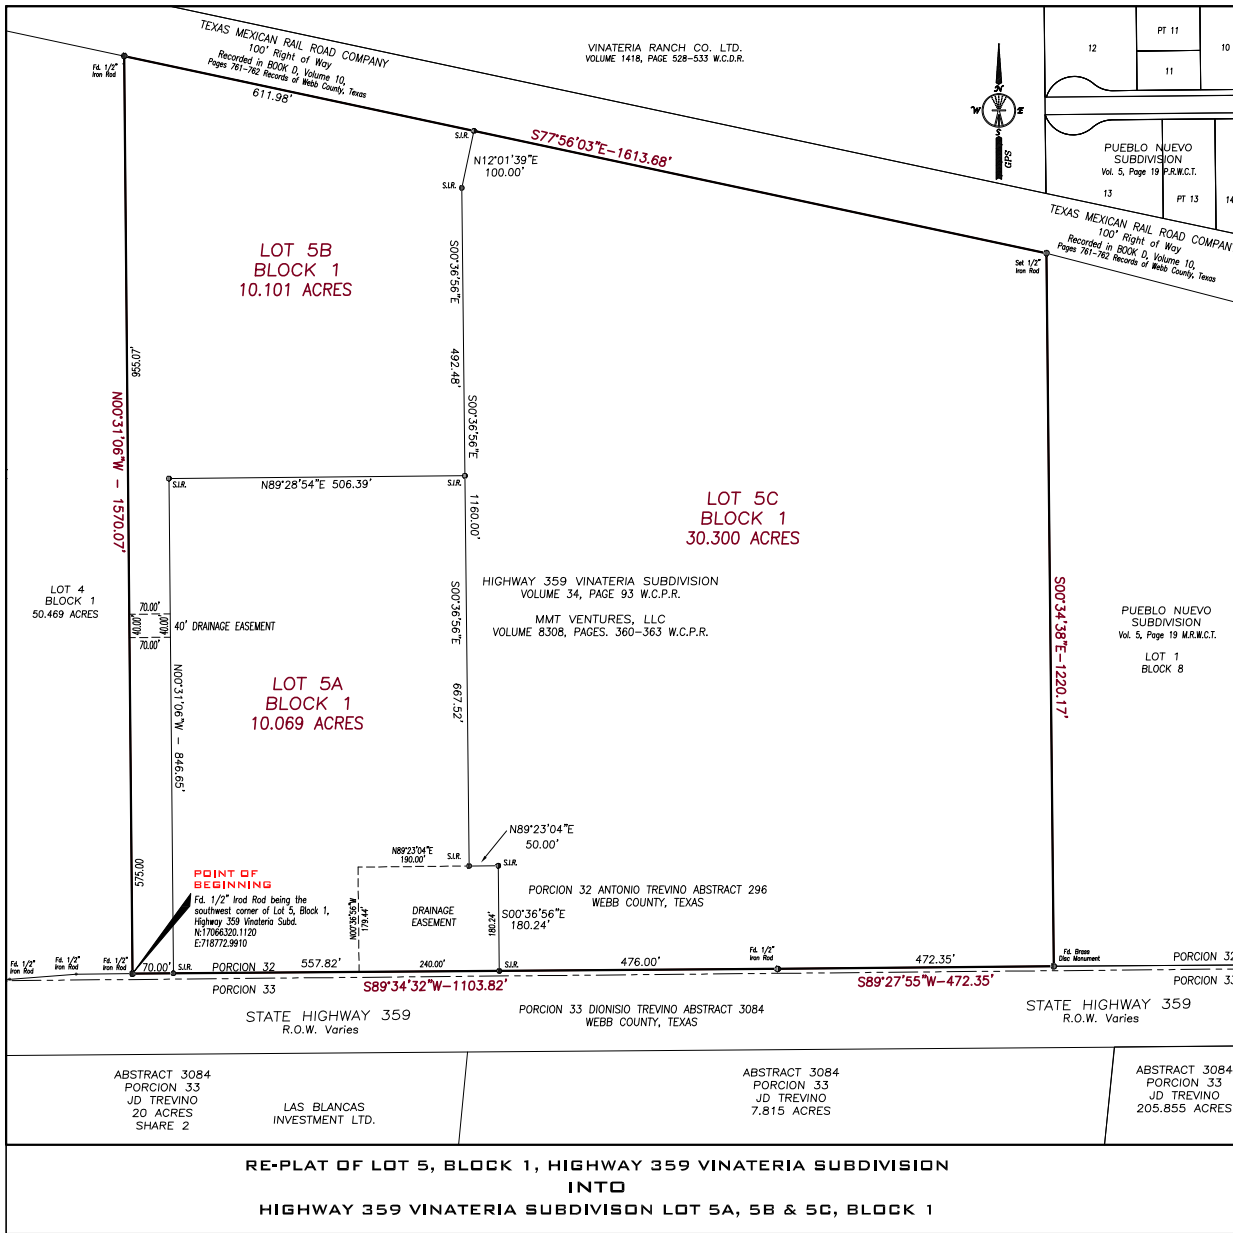 TEXAS MEXICAN RAIL ROAD COMPANY
100' Right of Way
Recorded in BOOK D, Volume 10,
Pages 761-762 Records of Webb County, Texas
VINATERIA RANCH CO. LTD.
VOLUME 1418, PAGE 528-533 W.C.D.R.
12
PT 11
10
11
Fd. 1/2"
Iron Rod
611.98'
S.I.R.
S77°56'03"E-1613.68'
N
W
E
S
GPS
PUEBLO NUEVO
SUBDIVISION
Vol. 5, Page 19 P.R.W.C.T.
13
PT 13
14
N12°01'39"E
100.00'
S.I.R.
TEXAS MEXICAN RAIL ROAD COMPANY
100' Right of Way
Recorded in BOOK D, Volume 10,
Pages 761-762 Records of Webb County, Texas
Set 1/2"
Iron Rod
LOT 5B
BLOCK 1
10.101 ACRES
S00°36'56"E
492.48'
955.07'
N00°31'06"W - 1570.07'
S00°36'56"E
1160.00'
S.I.R.
N89°28'54"E 506.39'
S.I.R.
LOT 5C
BLOCK 1
30.300 ACRES
LOT 4
BLOCK 1
50.469 ACRES
HIGHWAY 359 VINATERIA SUBDIVISION
VOLUME 34, PAGE 93 W.C.P.R.
MMT VENTURES, LLC
VOLUME 8308, PAGES. 360-363 W.C.P.R.
S00°36'56"E
667.52'
S00°34'38"E-1220.17'
PUEBLO NUEVO
SUBDIVISION
Vol. 5, Page 19 M.R.W.C.T.
LOT 1
BLOCK 8
70.00'
40.00'
40.00'
40' DRAINAGE EASEMENT
70.00'
N00°31'06"W - 846.65'
LOT 5A
BLOCK 1
10.069 ACRES
575.00
N89°23'04"E
50.00'
N89°23'04"E
190.00'
S.I.R.
S.I.R.
POINT OF
BEGINNING
Fd. 1/2" Irod Rod being the
southwest corner of Lot 5, Block 1,
Highway 359 Vinateria Subd.
N:17066320.1120
E:718772.9910
N00°36'56"W
179.44'
DRAINAGE
EASEMENT
180.24'
S00°36'56"E
180.24'
PORCION 32 ANTONIO TREVINO ABSTRACT 296
WEBB COUNTY, TEXAS
Fd. 1/2"
Iron Rod
Fd. 1/2"
Iron Rod
Fd. 1/2"
Iron Rod
70.00'
S.I.R.
PORCION 32
557.82'
240.00'
476.00'
Fd. 1/2"
Iron Rod
472.35'
Fd. Brass
Disc Monument
PORCION 32
PORCION 33
PORCION 33
S89°34'32"W-1103.82'
S89°27'55"W-472.35'
STATE HIGHWAY 359
R.O.W. Varies
PORCION 33 DIONISIO TREVINO ABSTRACT 3084
WEBB COUNTY, TEXAS
STATE HIGHWAY 359
R.O.W. Varies
ABSTRACT 3084
PORCION 33
JD TREVINO
20 ACRES
SHARE 2
LAS BLANCAS
INVESTMENT LTD.
ABSTRACT 3084
PORCION 33
JD TREVINO
7.815 ACRES
ABSTRACT 3084
PORCION 33
JD TREVINO
205.855 ACRES
RE-PLAT OF LOT 5, BLOCK 1, HIGHWAY 359 VINATERIA SUBDIVISION
INTO
HIGHWAY 359 VINATERIA SUBDIVISON LOT 5A, 5B & 5C, BLOCK 1